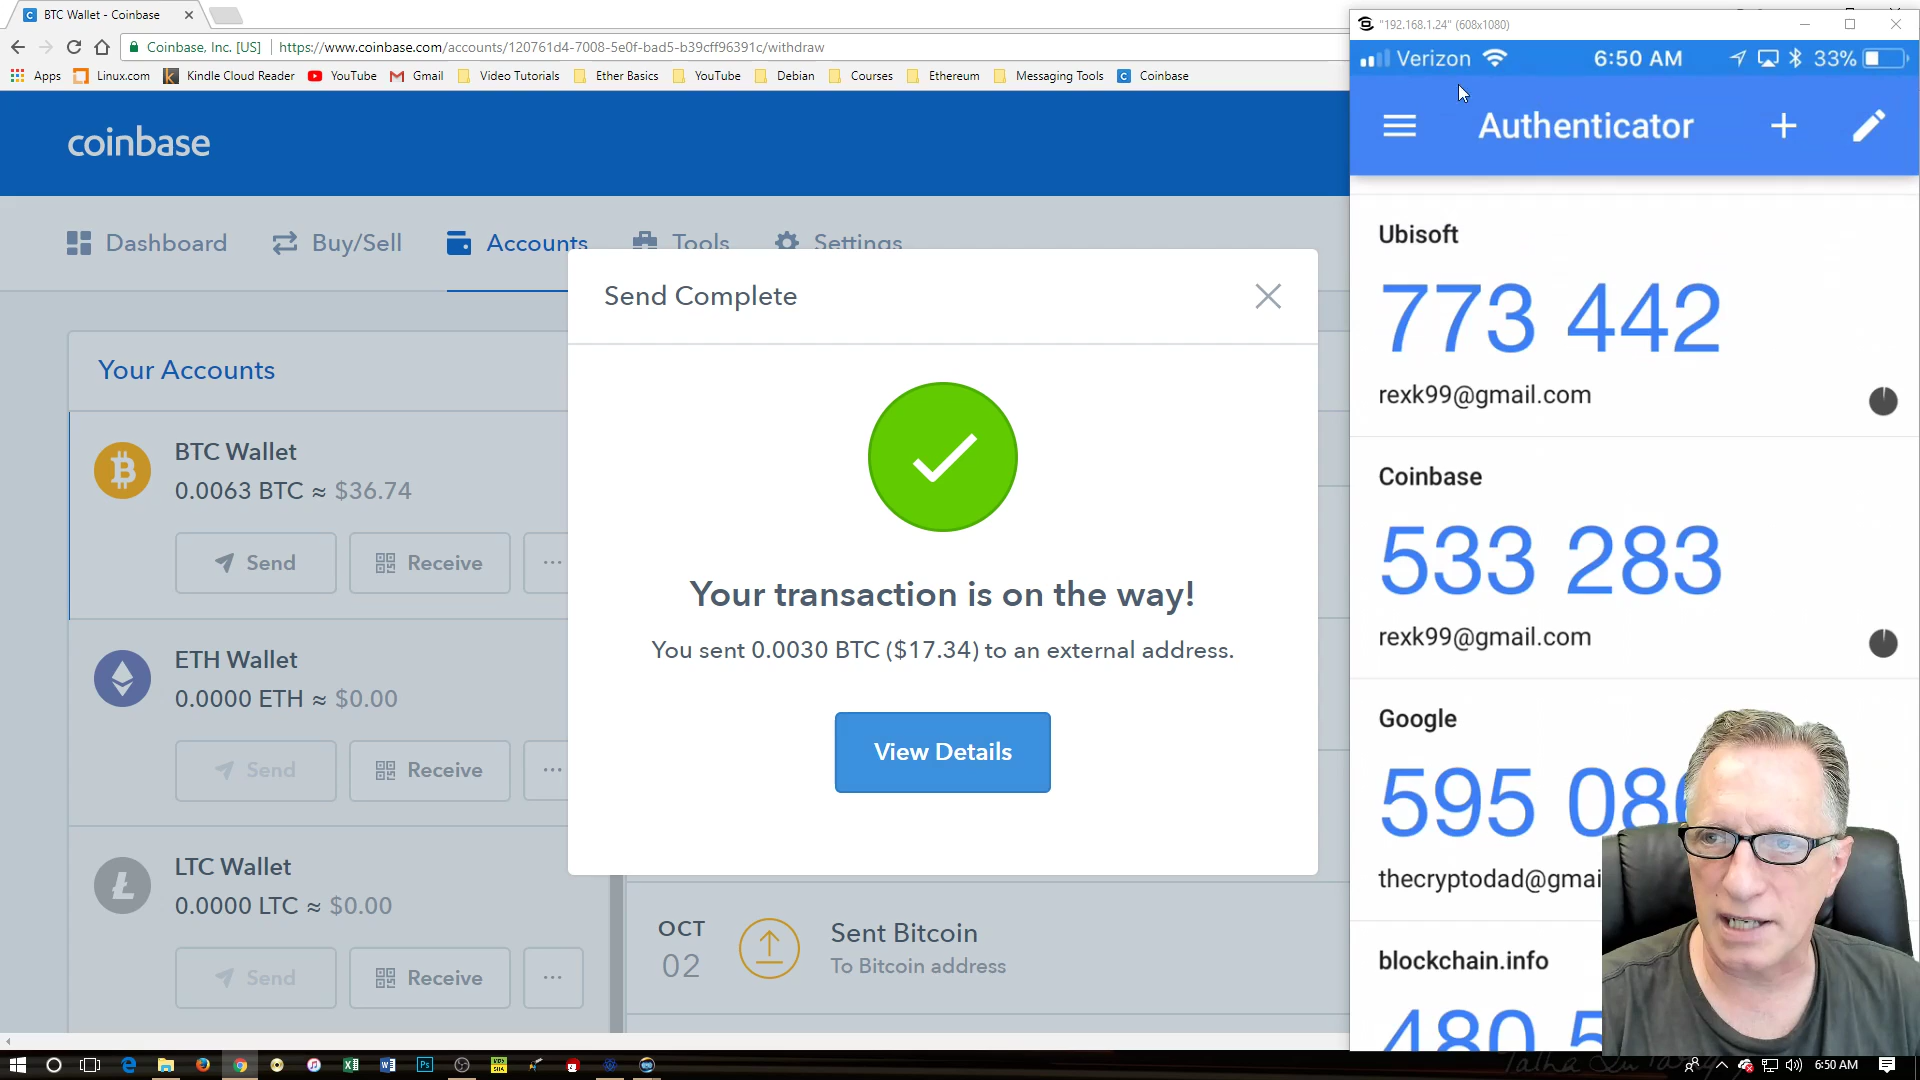 BTC Wallet - Coinbase
Coinbase, Inc. [US] | https://www.coinbase.com/accounts/120761d4-7008-5e0f-bad5-b39cff96391c/withdraw
Apps Linux.com Kindle Cloud Reader YouTube Gmail Video Tutorials Ether Basics YouTube Debian Courses Ethereum Messaging Tools Coinbase
coinbase
Dashboard Buy/Sell Accounts Tools Settings
Your Accounts
BTC Wallet
0.0063 BTC ≈ $36.74
Send Receive ...
ETH Wallet
0.0000 ETH ≈ $0.00
Send Receive ...
LTC Wallet
0.0000 LTC ≈ $0.00
Send Receive ...
Send Complete
Your transaction is on the way!
You sent 0.0030 BTC ($17.34) to an external address.
View Details
OCT
02
Sent Bitcoin
To Bitcoin address
"192.168.1.24" (608x1080)
Verizon 6:50 AM 33%
Authenticator
Ubisoft
773 442
rexk99@gmail.com
Coinbase
533 283
rexk99@gmail.com
Google
595 08
thecryptodad@gmai
blockchain.info
480 5
6:50 AM